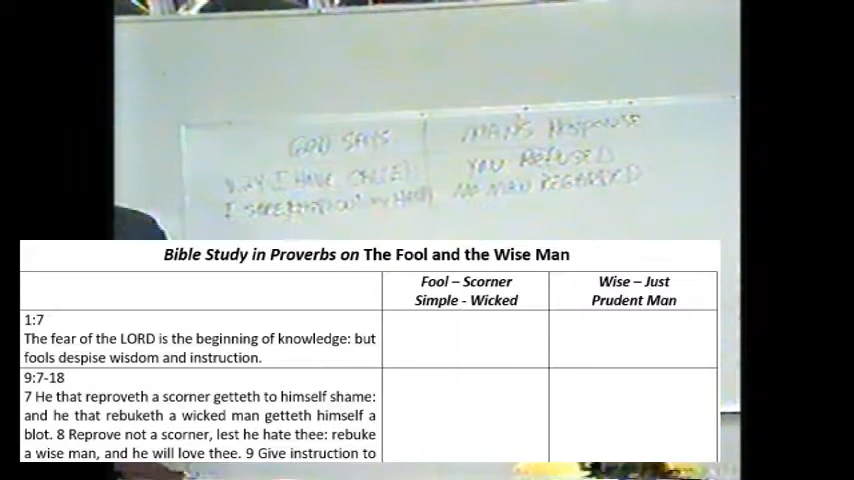 GOD SAYS MAN'S RESPONSE
I HAVE CALLED YOU REFUSED
I MY HAND NO MAN REGARDED
Bible Study in Proverbs on The Fool and the Wise Man
Fool – Scorner
Simple - Wicked
Wise – Just
Prudent Man
1:7
The fear of the LORD is the beginning of knowledge: but
fools despise wisdom and instruction.
9:7-18
7 He that reproveth a scorner getteth to himself shame:
and he that rebuketh a wicked man getteth himself a
blot. 8 Reprove not a scorner, lest he hate thee: rebuke
a wise man, and he will love thee. 9 Give instruction to